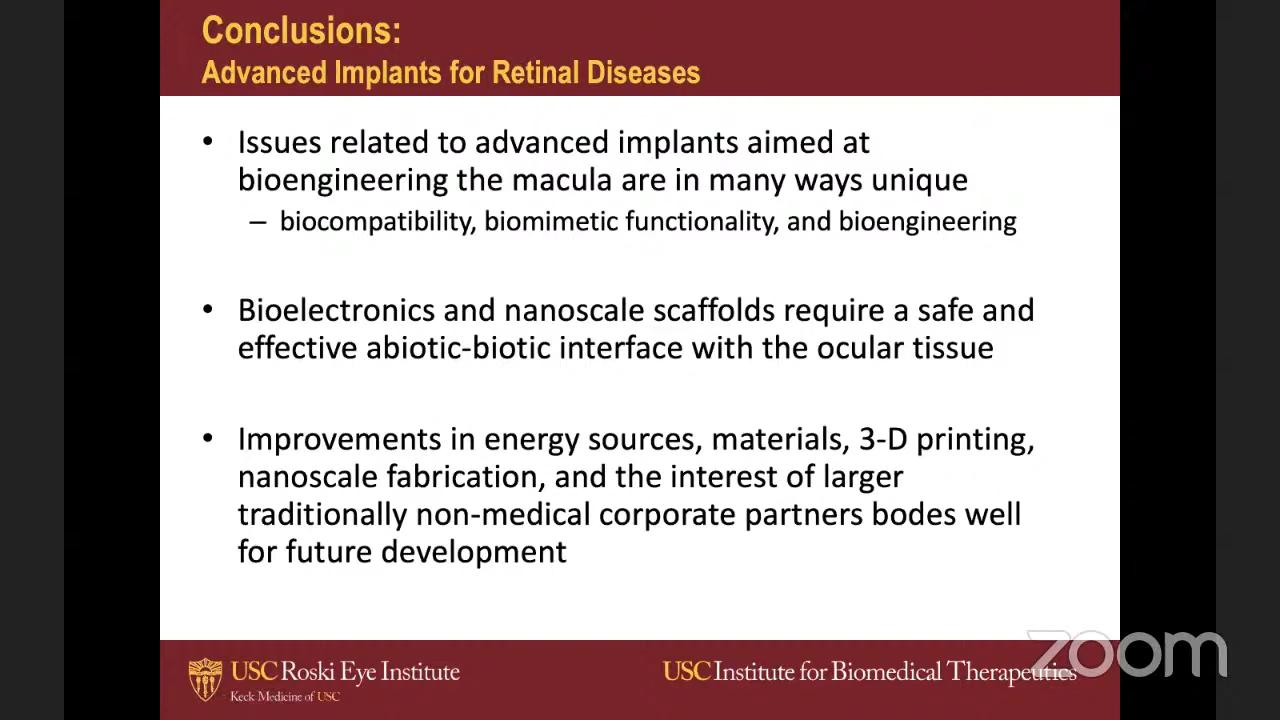 Conclusions:
Advanced Implants for Retinal Diseases
• Issues related to advanced implants aimed at
bioengineering the macula are in many ways unique
– biocompatibility, biomimetic functionality, and bioengineering
• Bioelectronics and nanoscale scaffolds require a safe and
effective abiotic-biotic interface with the ocular tissue
• Improvements in energy sources, materials, 3-D printing,
nanoscale fabrication, and the interest of larger
traditionally non-medical corporate partners bodes well
for future development
USC Roski Eye Institute
Keck Medicine of USC
USC Institute for Biomedical Therapeutics
zoom